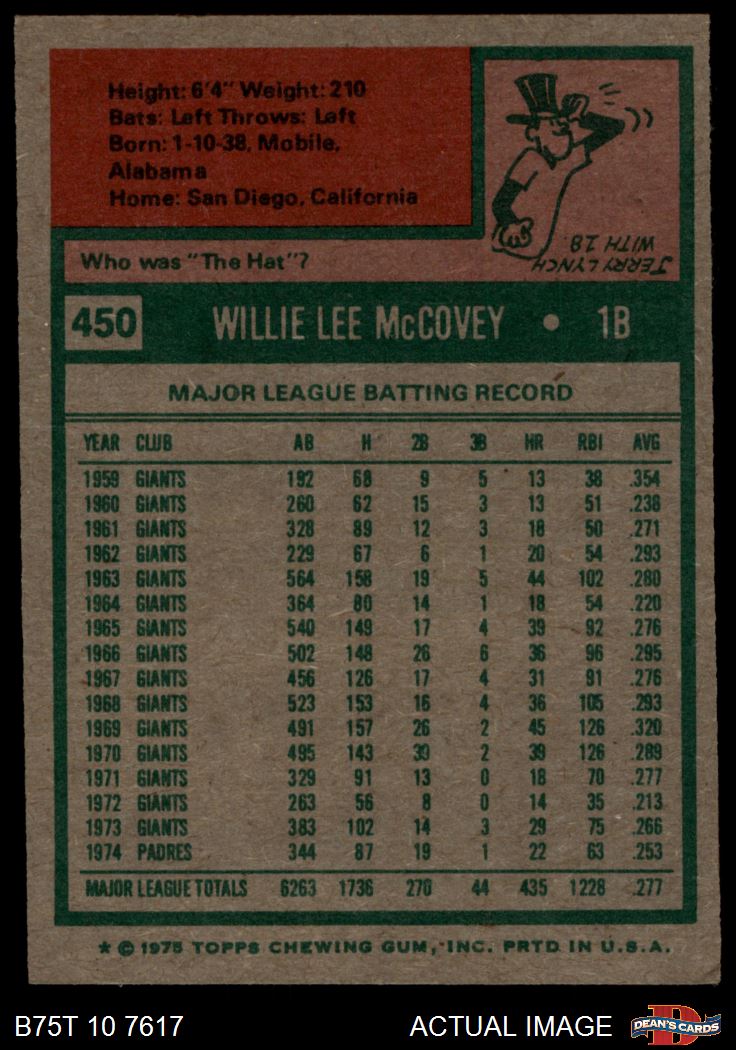 Height: 6'4" Weight: 210
Bats: Left Throws: Left
Born: 1-10-38, Mobile,
Alabama
Home: San Diego, California
JERRY LYNCH
WITH 18.
Who was "The Hat"?
450 WILLIE LEE McCOVEY • 1B
MAJOR LEAGUE BATTING RECORD
YEAR CLUB AB H 2B 3B HR RBI AVG
1959 GIANTS 192 68 9 5 13 38 .354
1960 GIANTS 260 62 15 3 13 51 .238
1961 GIANTS 328 89 12 3 18 50 .271
1962 GIANTS 229 67 6 1 20 54 .293
1963 GIANTS 564 158 19 5 44 102 .280
1964 GIANTS 364 80 14 1 18 54 .220
1965 GIANTS 540 149 17 4 39 92 .276
1966 GIANTS 502 148 26 6 36 96 .295
1967 GIANTS 456 126 17 4 31 91 .276
1968 GIANTS 523 153 16 4 36 105 .293
1969 GIANTS 491 157 26 2 45 126 .320
1970 GIANTS 495 143 39 2 39 126 .289
1971 GIANTS 329 91 13 0 18 70 .277
1972 GIANTS 263 56 8 0 14 35 .213
1973 GIANTS 383 102 14 3 29 75 .266
1974 PADRES 344 87 19 1 22 63 .253
MAJOR LEAGUE TOTALS 6263 1736 270 44 435 1228 .277
* © 1975 TOPPS CHEWING GUM, INC. PRTD IN U.S.A.
B75T 10 7617 ACTUAL IMAGE DEAN'S CARDS